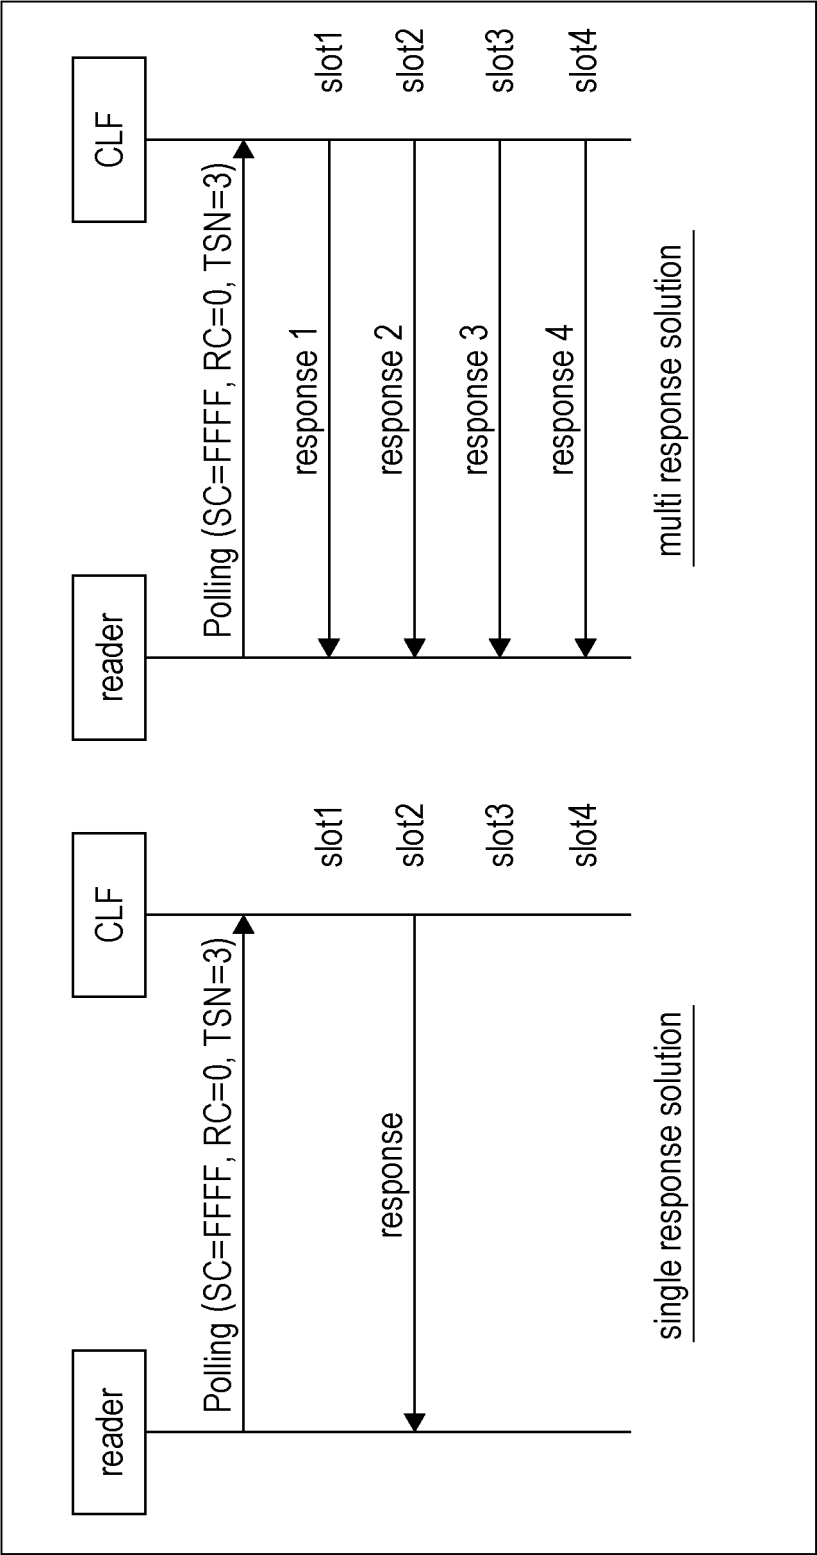 reader
CLF
Polling (SC=FFFF, RC=0, TSN=3)
slot1
response
slot2
slot3
slot4
single response solution
reader
CLF
Polling (SC=FFFF, RC=0, TSN=3)
response 1
slot1
response 2
slot2
response 3
slot3
response 4
slot4
multi response solution